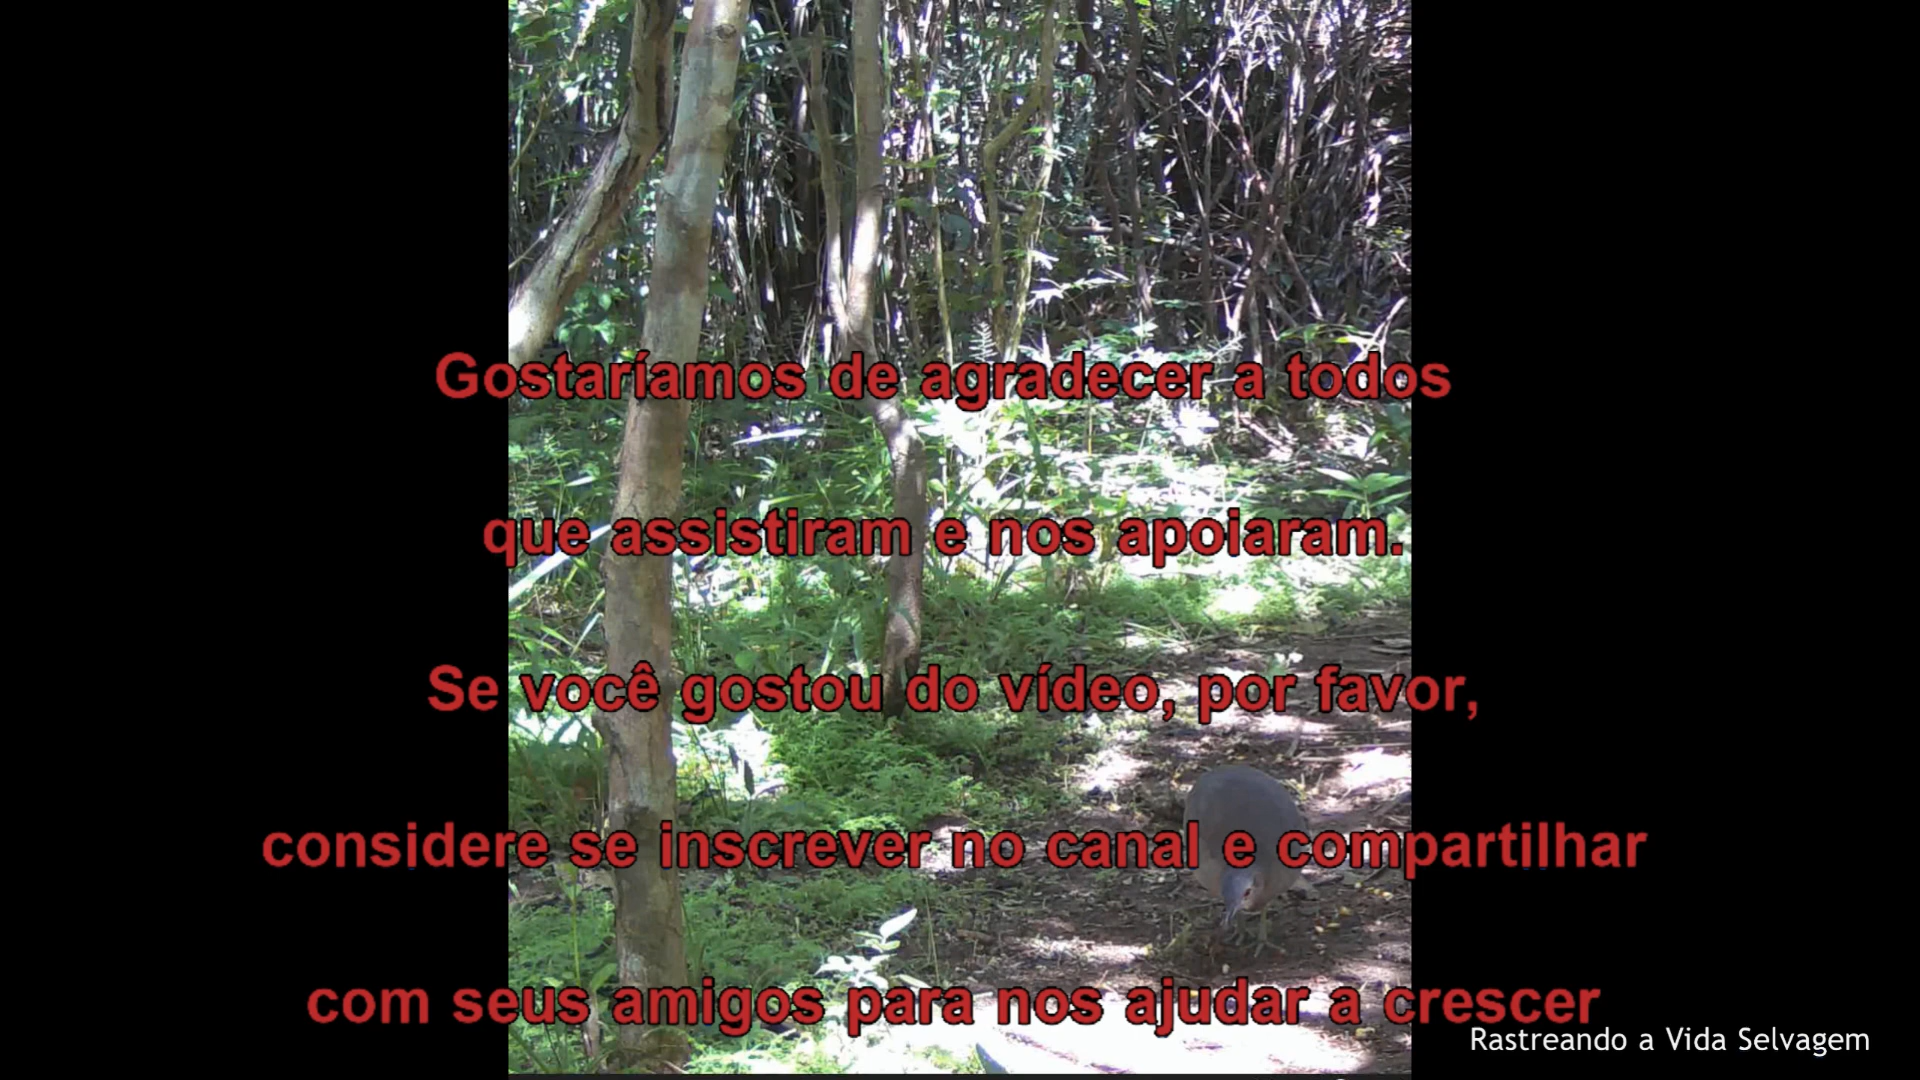 Gostaríamos de agradecer a todos
que assistiram e nos apoiaram.
Se você gostou do vídeo, por favor,
considere se inscrever no canal e compartilhar
com seus amigos para nos ajudar a crescer
Rastreando a Vida Selvagem